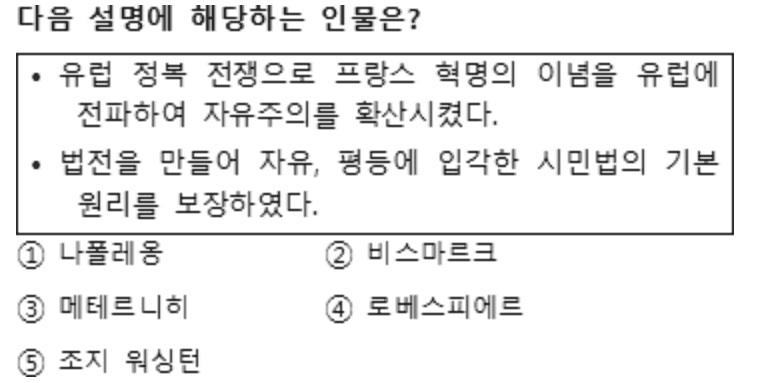 다음 설명에 해당하는 인물은?
• 유럽 정복 전쟁으로 프랑스 혁명의 이념을 유럽에
전파하여 자유주의를 확산시켰다.
• 법전을 만들어 자유, 평등에 입각한 시민법의 기본
원리를 보장하였다.
① 나폴레옹 ② 비스마르크
③ 메테르니히 ④ 로베스피에르
⑤ 조지 워싱턴